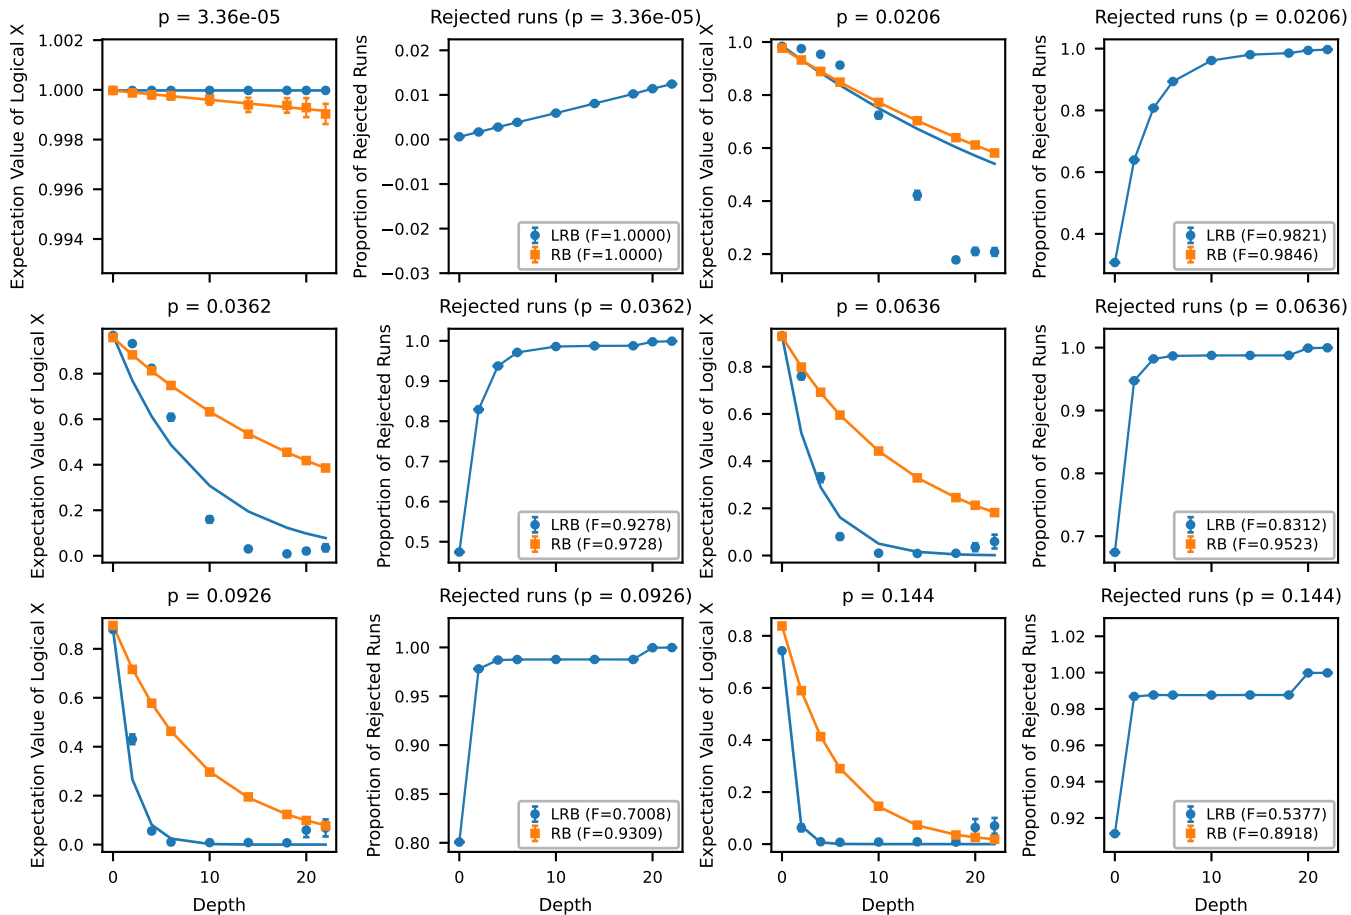 p = 3.36e-05
Expectation Value of Logical X
1.002
1.000
0.998
0.996
0.994
Rejected runs (p = 3.36e-05)
Proportion of Rejected Runs
0.02
0.01
0.00
−0.01
−0.02
−0.03
LRB (F=1.0000)
RB (F=1.0000)
p = 0.0206
Expectation Value of Logical X
1.0
0.8
0.6
0.4
0.2
Rejected runs (p = 0.0206)
Proportion of Rejected Runs
1.0
0.8
0.6
0.4
LRB (F=0.9821)
RB (F=0.9846)
p = 0.0362
Expectation Value of Logical X
0.8
0.6
0.4
0.2
0.0
Rejected runs (p = 0.0362)
Proportion of Rejected Runs
1.0
0.9
0.8
0.7
0.6
0.5
LRB (F=0.9278)
RB (F=0.9728)
p = 0.0636
Expectation Value of Logical X
0.8
0.6
0.4
0.2
0.0
Rejected runs (p = 0.0636)
Proportion of Rejected Runs
1.0
0.9
0.8
0.7
LRB (F=0.8312)
RB (F=0.9523)
p = 0.0926
Expectation Value of Logical X
0.8
0.6
0.4
0.2
0.0
0
10
20
Depth
Rejected runs (p = 0.0926)
Proportion of Rejected Runs
1.00
0.95
0.90
0.85
0.80
LRB (F=0.7008)
RB (F=0.9309)
0
10
20
Depth
p = 0.144
Expectation Value of Logical X
0.8
0.6
0.4
0.2
0.0
0
10
20
Depth
Rejected runs (p = 0.144)
Proportion of Rejected Runs
1.02
1.00
0.98
0.96
0.94
0.92
LRB (F=0.5377)
RB (F=0.8918)
0
10
20
Depth